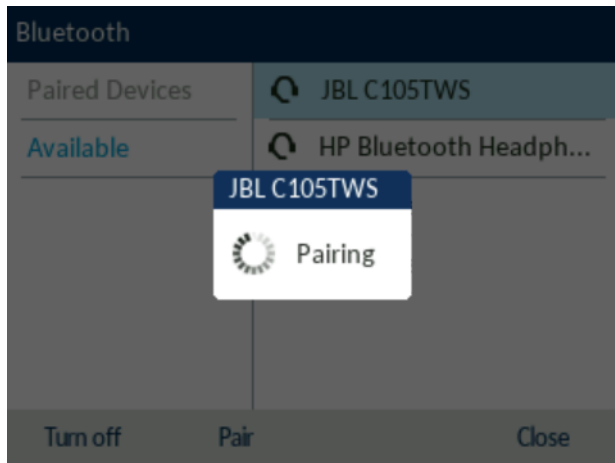 Bluetooth
Paired Devices
JBL C105TWS
Available
HP Bluetooth Headph...
JBL C105TWS
Pairing
Turn off
Pair
Close